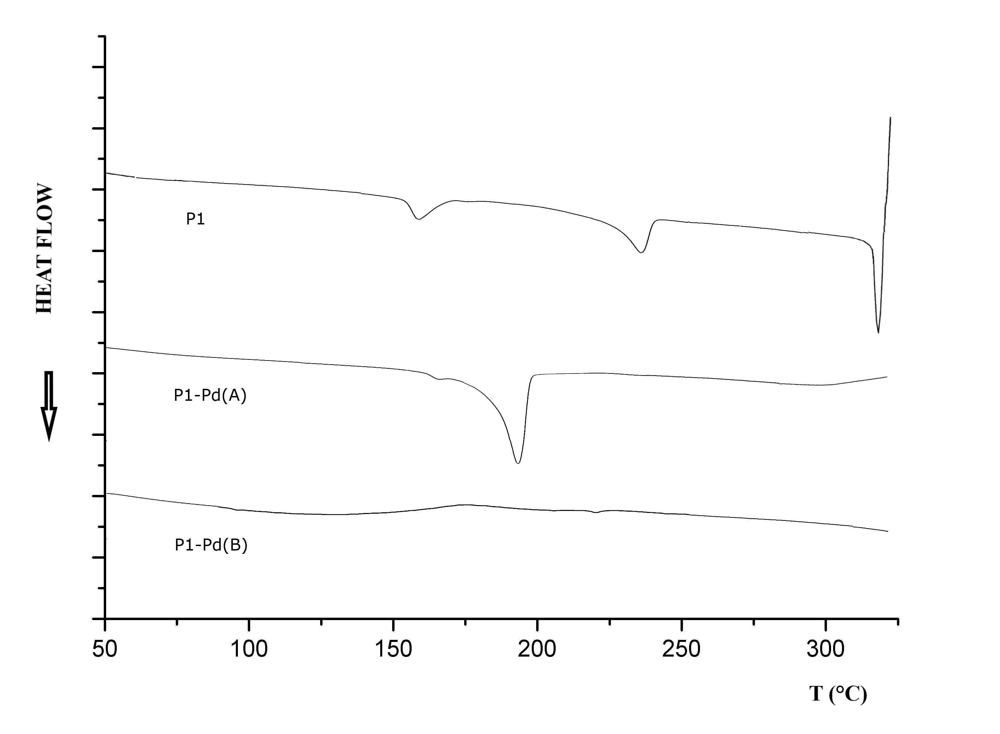 HEAT FLOW
P1
P1-Pd(A)
P1-Pd(B)
50 100 150 200 250 300
T (°C)